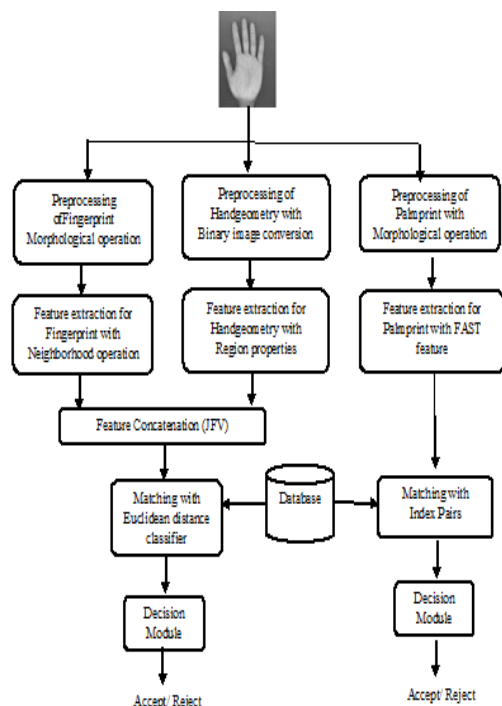 Preprocessing
ofFingerprint
Morphological operation
Preprocessing of
Handgeometry with
Binary image conversion
Preprocessing of
Palmprint with
Morphological operation
Feature extraction for
Fingerprint with
Neighborhood operation
Feature extraction for
Handgeometry with
Region properties
Feature extraction for
Palmprint with FAST
feature
Feature Concatenation (JFV)
Matching with
Euclidean distance
classifier
Database
Matching with
Index Pairs
Decision
Module
Decision
Module
Accept/ Reject
Accept/ Reject